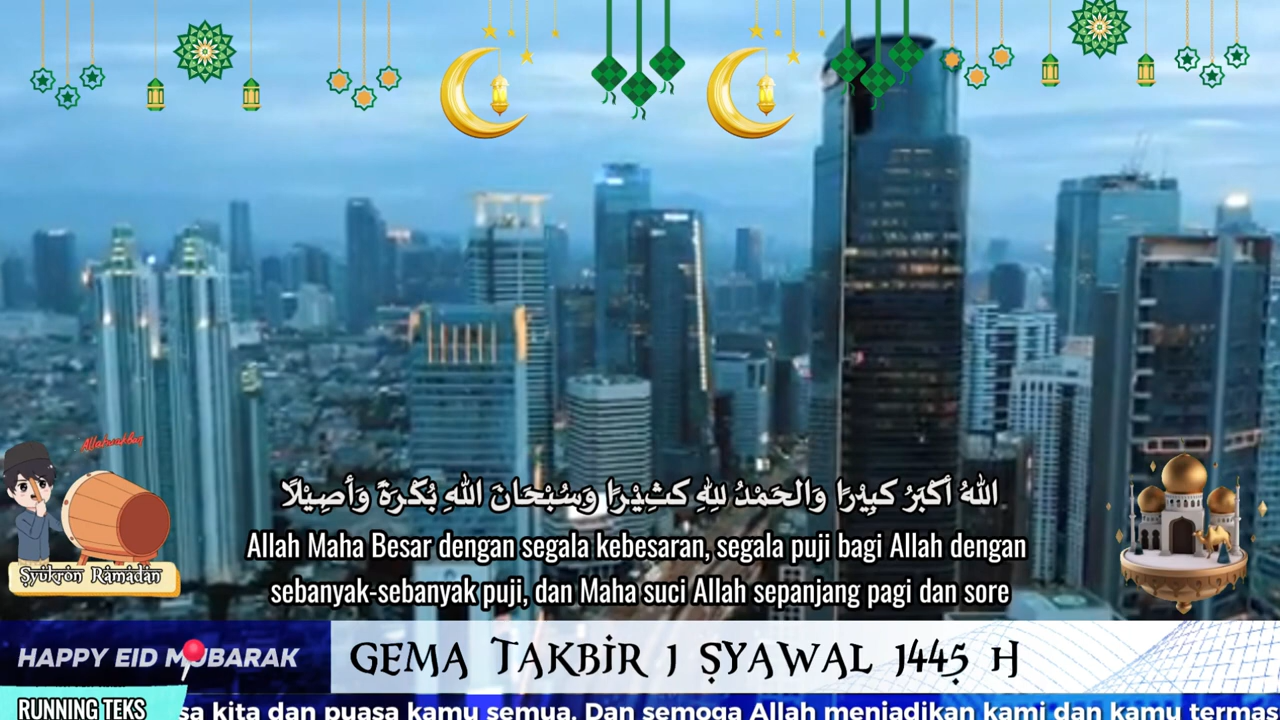 Allahuakbar
اللهُ أَكْبَرُ كَبِيْرًا وَالْحَمْدُ لِلّٰهِ كَثِيْرًا وَسُبْحَانَ اللهِ بُكْرَةً وَأَصِيْلًا
Allah Maha Besar dengan segala kebesaran, segala puji bagi Allah dengan
sebanyak-sebanyak puji, dan Maha suci Allah sepanjang pagi dan sore
Syukron Ramadan
HAPPY EID MUBARAK
GEMA TAKBIR 1 SYAWAL 1445 H
RUNNING TEKS
sa kita dan puasa kamu semua. Dan semoga Allah menjadikan kami dan kamu termas